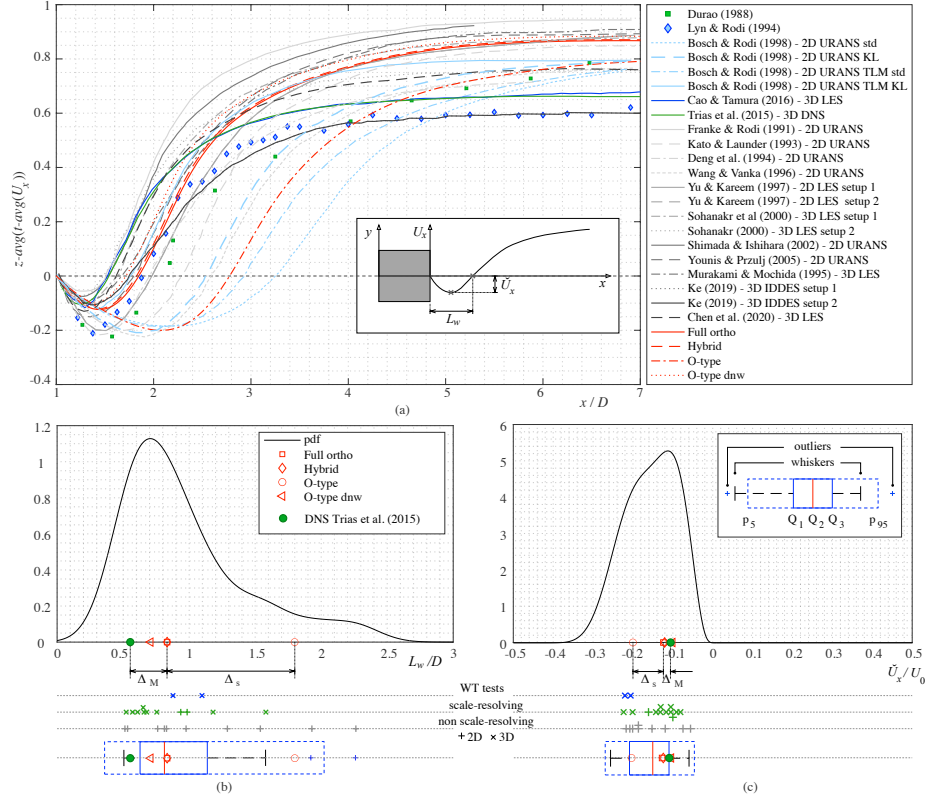 1
0.8
0.6
0.4
0.2
0
-0.2
-0.4
z-avg(t-avg(U_x))
1 2 3 4 5 6 7
x / D
(a)
y
U_x
Ǔ_x
x
L_w
Durao (1988)
Lyn & Rodi (1994)
Bosch & Rodi (1998) - 2D URANS std
Bosch & Rodi (1998) - 2D URANS KL
Bosch & Rodi (1998) - 2D URANS TLM std
Bosch & Rodi (1998) - 2D URANS TLM KL
Cao & Tamura (2016) - 3D LES
Trias et al. (2015) - 3D DNS
Franke & Rodi (1991) - 2D URANS
Kato & Launder (1993) - 2D URANS
Deng et al. (1994) - 2D URANS
Wang & Vanka (1996) - 2D URANS
Yu & Kareem (1997) - 2D LES setup 1
Yu & Kareem (1997) - 2D LES setup 2
Sohanakr et al (2000) - 3D LES setup 1
Sohanakr (2000) - 3D LES setup 2
Shimada & Ishihara (2002) - 2D URANS
Younis & Przulj (2005) - 2D URANS
Murakami & Mochida (1995) - 3D LES
Ke (2019) - 3D IDDES setup 1
Ke (2019) - 3D IDDES setup 2
Chen et al. (2020) - 3D LES
Full ortho
Hybrid
O-type
O-type dnw
1.2
1
0.8
0.6
0.4
0.2
0
pdf
Full ortho
Hybrid
O-type
O-type dnw
DNS Trias et al. (2015)
0 0.5 1 1.5 2 2.5 3
L_w /D
Δ_M
Δ_s
(b)
WT tests
scale-resolving
non scale-resolving
+ 2D × 3D
6
5
4
3
2
1
0
outliers
whiskers
p_5 Q_1 Q_2 Q_3 p_95
-0.5 -0.4 -0.3 -0.2 -0.1 0 0.1 0.2 0.3 0.4 0.5
Ǔ_x / U_0
Δ_s
Δ_M
(c)